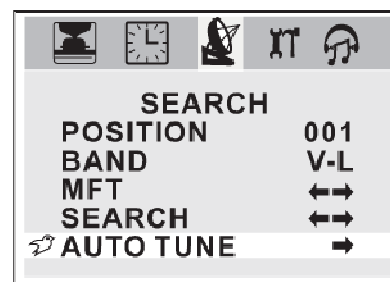 SEARCH
POSITION 001
BAND V-L
MFT ←→
SEARCH ←→
AUTO TUNE →